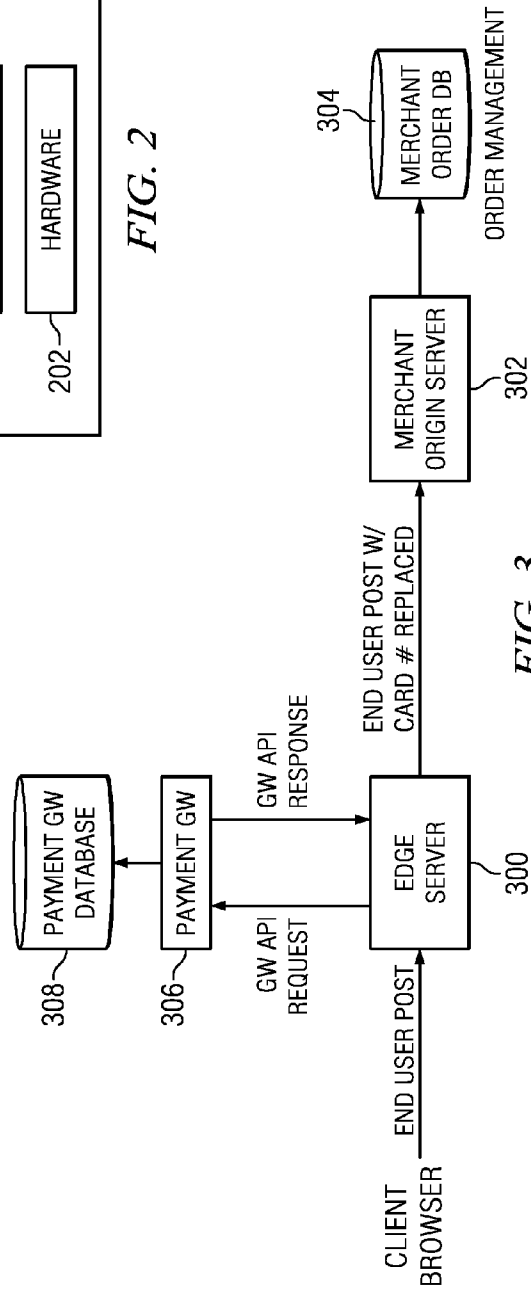 HARDWARE
202
FIG. 2
308
PAYMENT GW
DATABASE
306
PAYMENT GW
GW API
REQUEST
GW API
RESPONSE
CLIENT
BROWSER
END USER POST
EDGE
SERVER
300
END USER POST W/
CARD # REPLACED
MERCHANT
ORIGIN SERVER
302
304
MERCHANT
ORDER DB
ORDER MANAGEMENT
FIG. 3